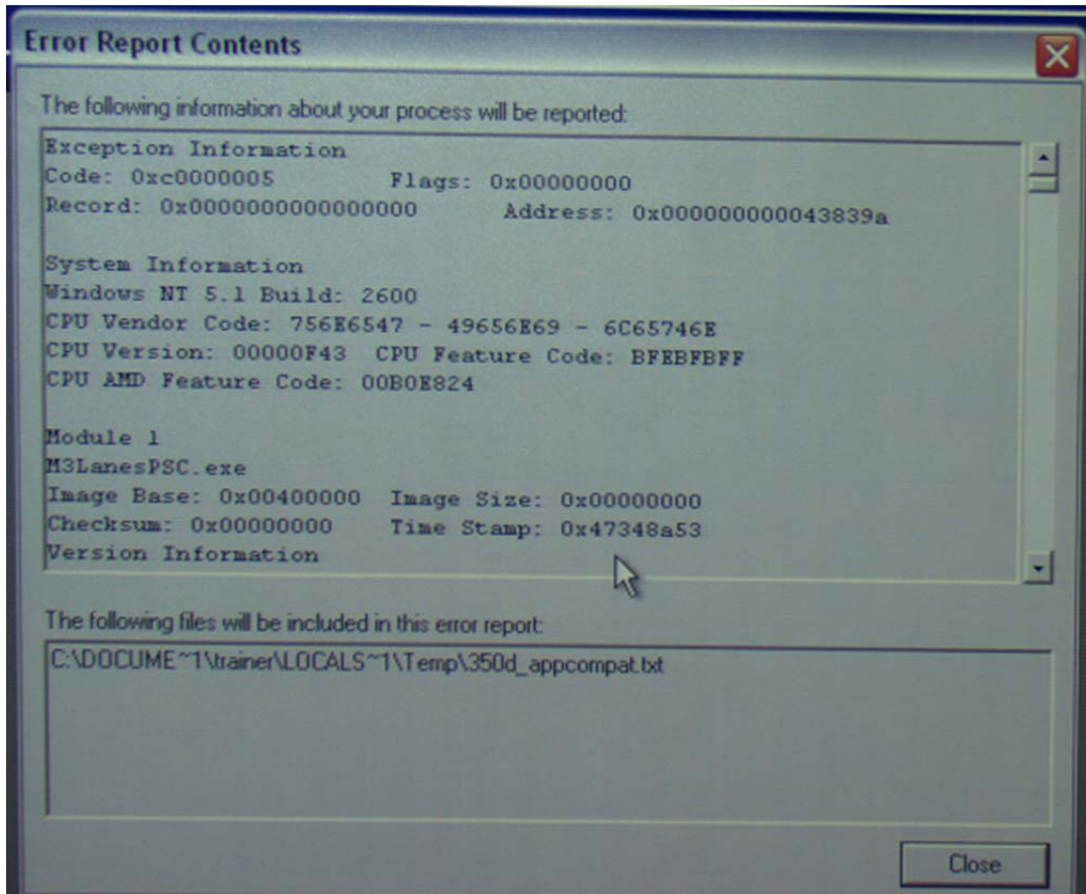 Error Report Contents
The following information about your process will be reported:
Exception Information
Code: 0xc0000005 Flags: 0x00000000
Record: 0x0000000000000000 Address: 0x000000000043839a
System Information
Windows NT 5.1 Build: 2600
CPU Vendor Code: 756E6547 - 49656E69 - 6C65746E
CPU Version: 00000F43 CPU Feature Code: BFEBFBFF
CPU AMD Feature Code: 00B0E824
Module 1
M3LanesPSC.exe
Image Base: 0x00400000 Image Size: 0x00000000
Checksum: 0x00000000 Time Stamp: 0x47348a53
Version Information
The following files will be included in this error report:
C:\DOCUME~1\trainer\LOCALS~1\Temp\350d_appcompat.txt
Close